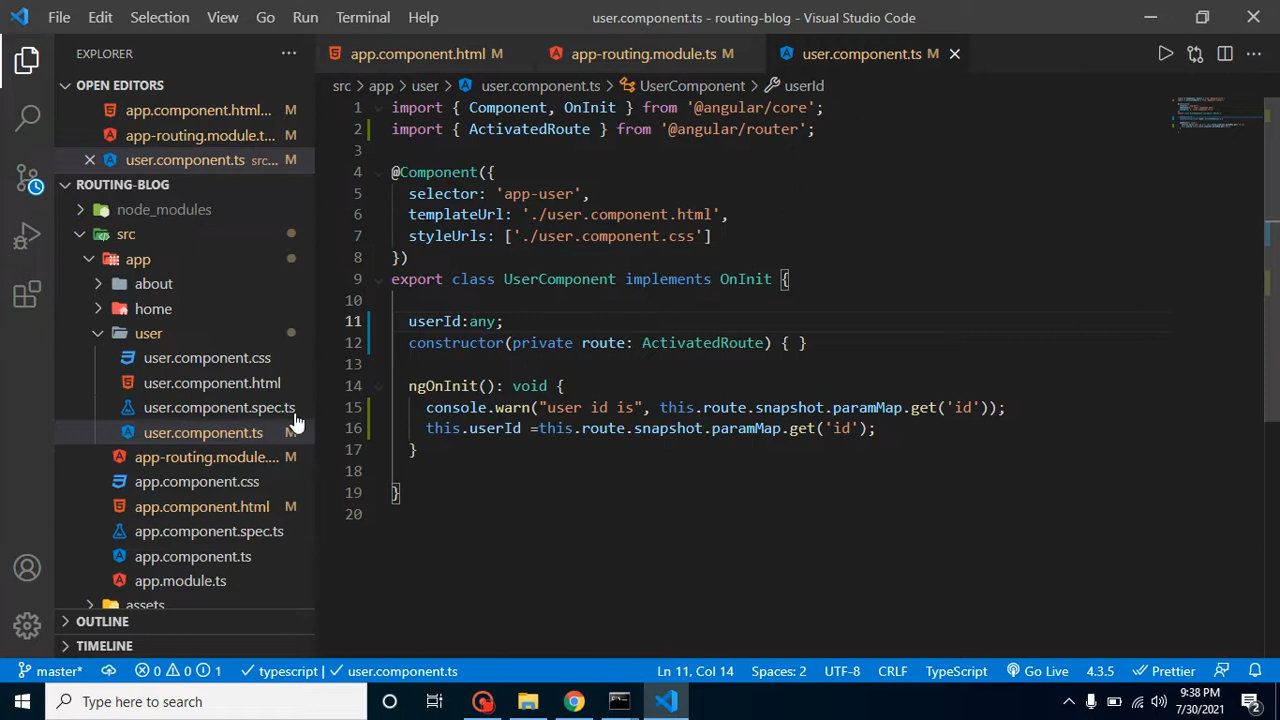 File Edit Selection View Go Run Terminal Help user.component.ts - routing-blog - Visual Studio Code
EXPLORER
OPEN EDITORS
app.component.html... M
app-routing.module.t... M
user.component.ts src... M
ROUTING-BLOG
node_modules
src
app
about
home
user
user.component.css
user.component.html
user.component.spec.ts
user.component.ts
app-routing.module.... M
app.component.css
app.component.html M
app.component.spec.ts
app.component.ts
app.module.ts
assets
OUTLINE
TIMELINE
app.component.html M app-routing.module.ts M user.component.ts M
src > app > user > user.component.ts > UserComponent > userId
1 import { Component, OnInit } from '@angular/core';
2 import { ActivatedRoute } from '@angular/router';
3
4 @Component({
5 selector: 'app-user',
6 templateUrl: './user.component.html',
7 styleUrls: ['./user.component.css']
8 })
9 export class UserComponent implements OnInit {
10
11 userId:any;
12 constructor(private route: ActivatedRoute) { }
13
14 ngOnInit(): void {
15 console.warn("user id is", this.route.snapshot.paramMap.get('id'));
16 this.userId =this.route.snapshot.paramMap.get('id');
17 }
18
19 }
20
master* 0 0 1 typescript | user.component.ts Ln 11, Col 14 Spaces: 2 UTF-8 CRLF TypeScript Go Live 4.3.5 Prettier
Type here to search
9:38 PM
7/30/2021
2